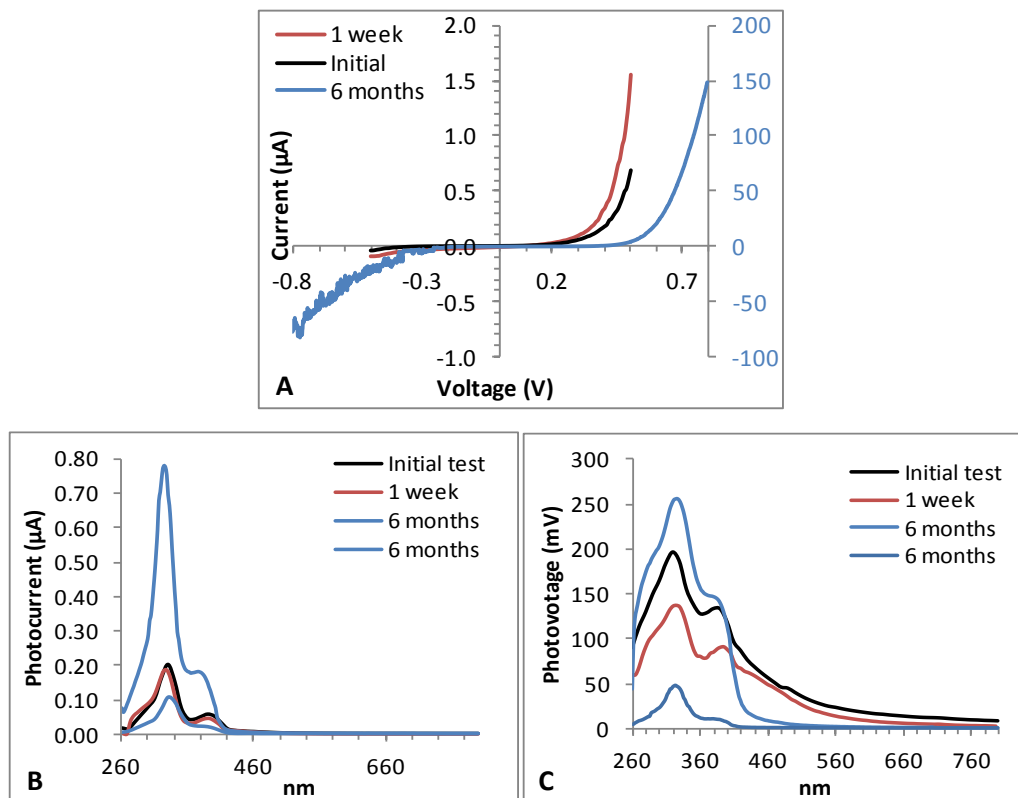 1 week
Initial
6 months
Current (µA)
2.0
1.5
1.0
0.5
0.0
-0.5
-1.0
200
150
100
50
0
-50
-100
-0.8
-0.3
0.2
0.7
Voltage (V)
A
Photocurrent (µA)
0.80
0.70
0.60
0.50
0.40
0.30
0.20
0.10
0.00
Initial test
1 week
6 months
6 months
260
460
660
nm
B
Photovotage (mV)
300
250
200
150
100
50
0
Initial test
1 week
6 months
6 months
260
360
460
560
660
760
nm
C